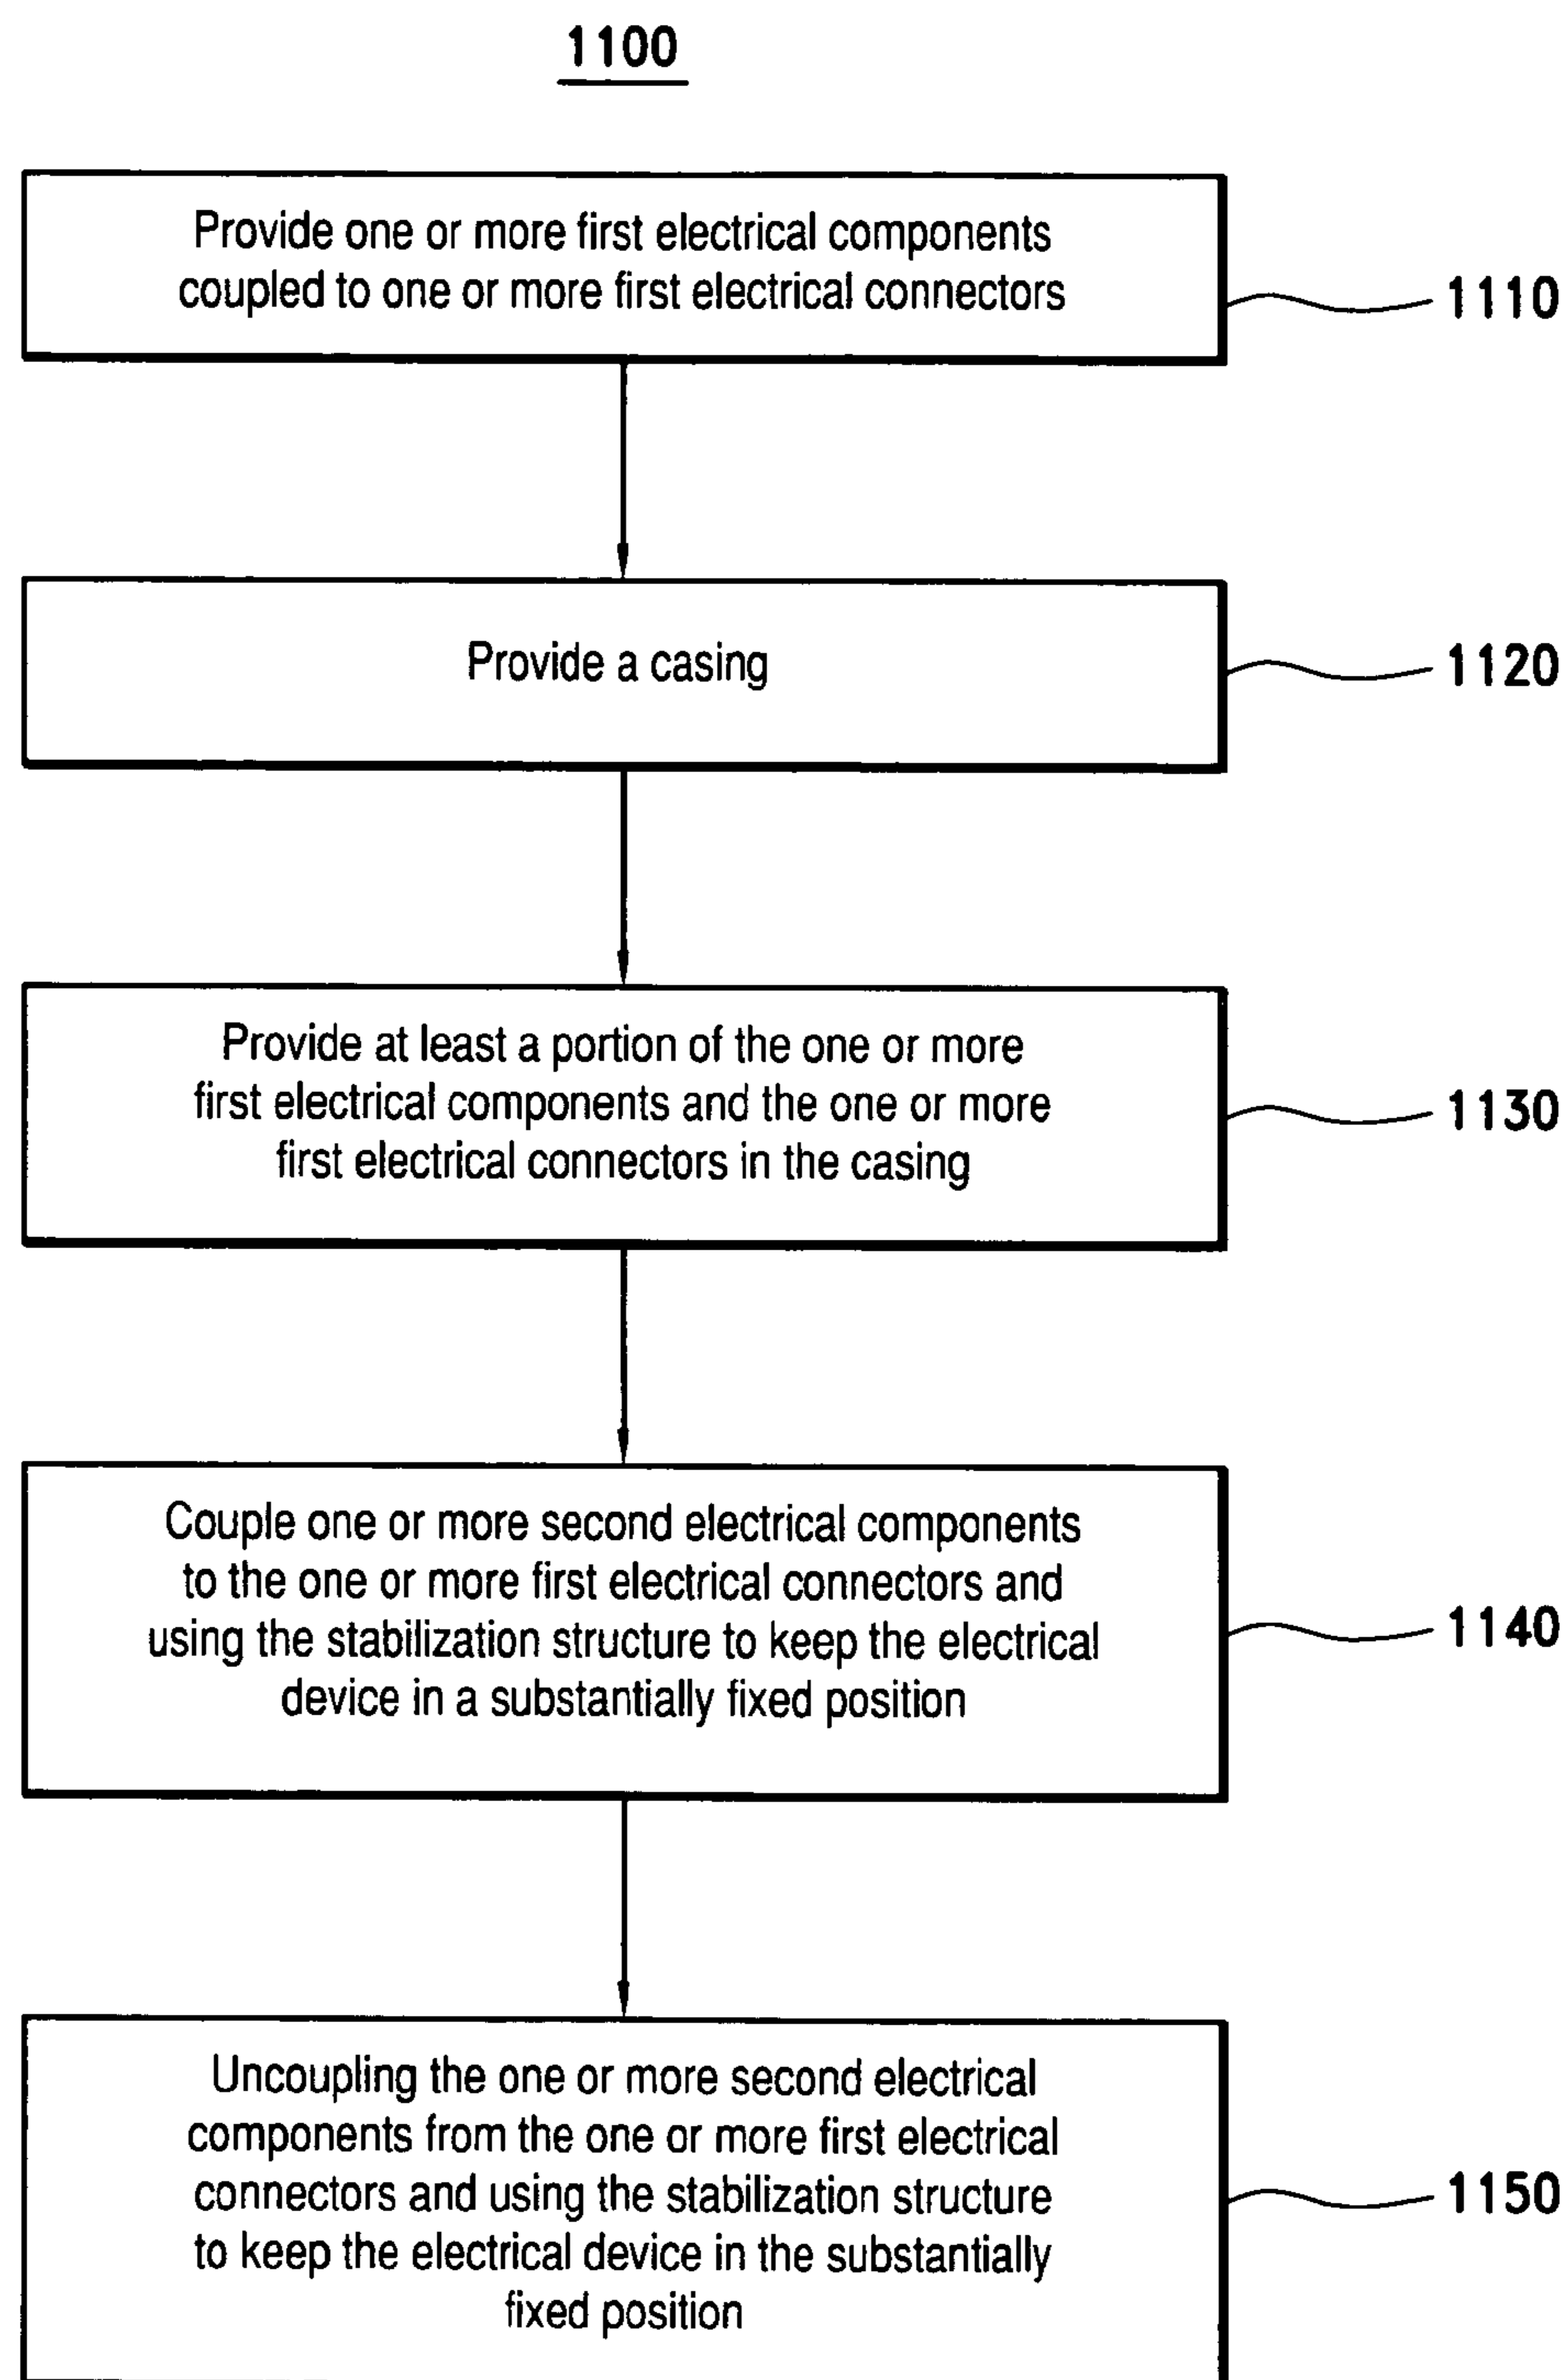 1100
Provide one or more first electrical components
coupled to one or more first electrical connectors
1110
Provide a casing
1120
Provide at least a portion of the one or more
first electrical components and the one or more
first electrical connectors in the casing
1130
Couple one or more second electrical components
to the one or more first electrical connectors and
using the stabilization structure to keep the electrical
device in a substantially fixed position
1140
Uncoupling the one or more second electrical
components from the one or more first electrical
connectors and using the stabilization structure
to keep the electrical device in the substantially
fixed position
1150